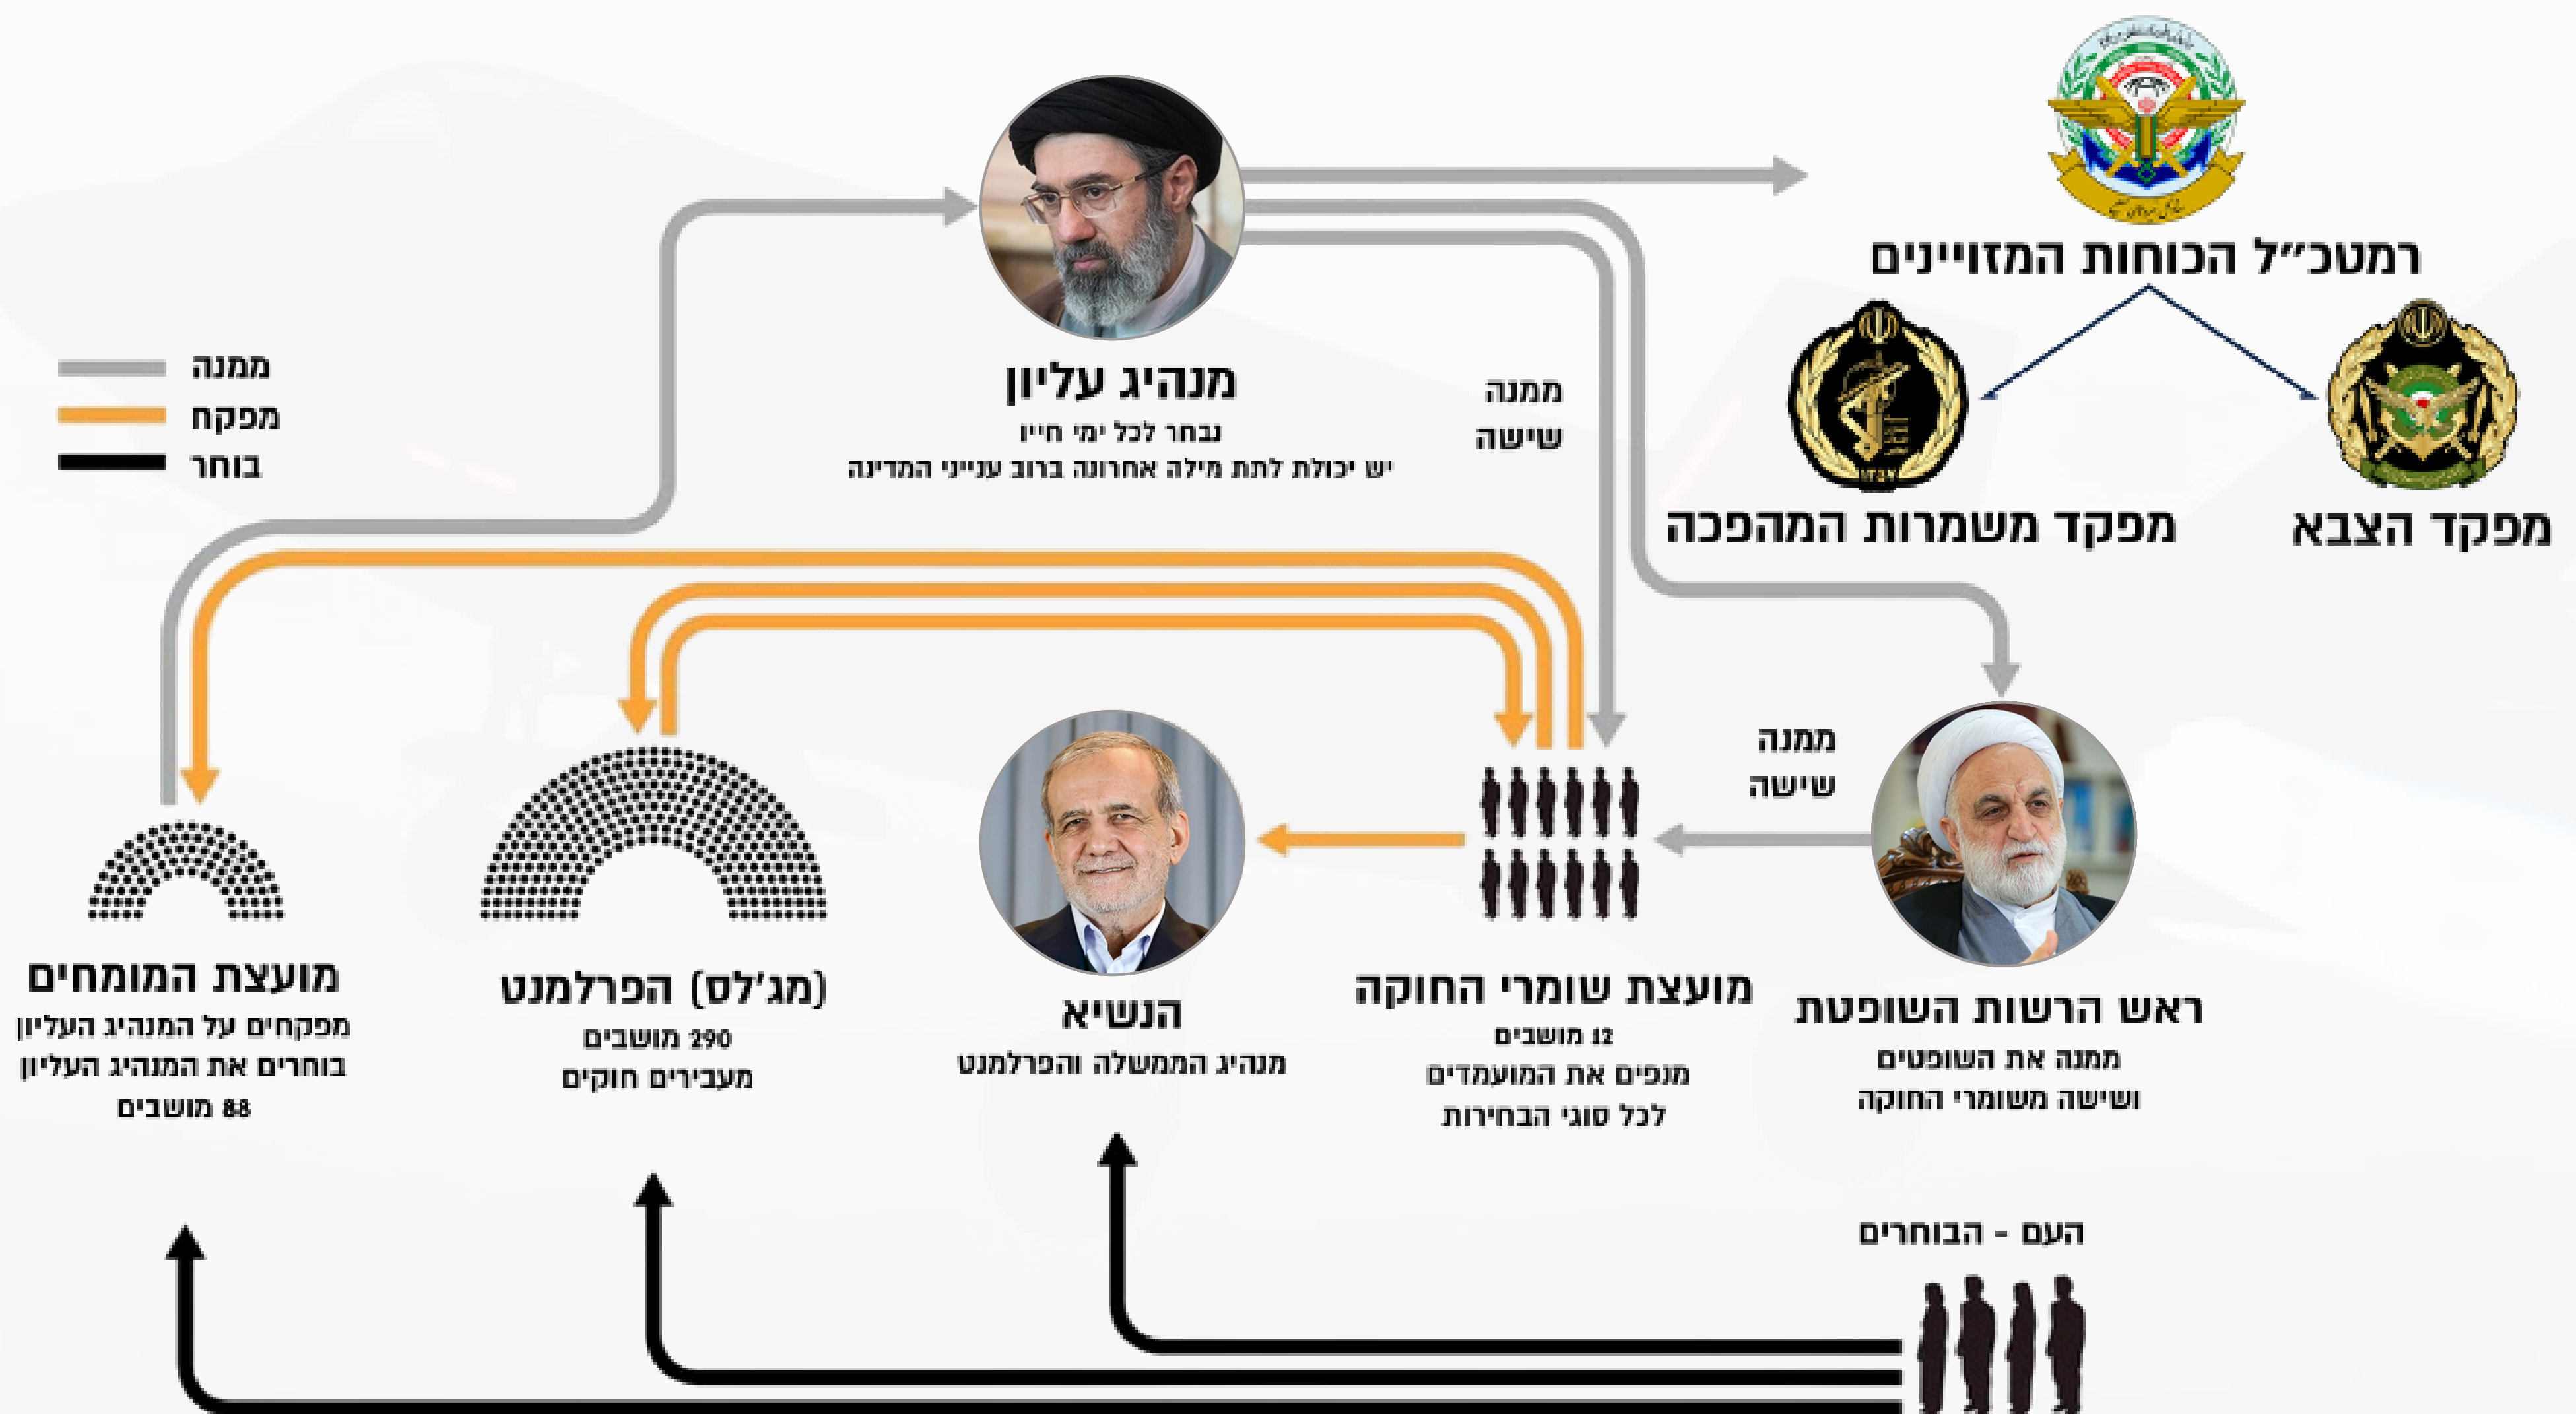 רמטכ״ל הכוחות המזויינים
מפקד הצבא
מפקד משמרות המהפכה
מנהיג עליון
נבחר לכל ימי חייו
יש יכולת לתת מילה אחרונה ברוב ענייני המדינה
ממנה
שישה
ממנה
מפקח
בוחר
ממנה
שישה
ראש הרשות השופטת
ממנה את השופטים
ושישה משומרי החוקה
מועצת שומרי החוקה
12 מושבים
מנפים את המועמדים
לכל סוגי הבחירות
הנשיא
מנהיג הממשלה והפרלמנט
(מג'לס) הפרלמנט
290 מושבים
מעבירים חוקים
מועצת המומחים
מפקחים על המנהיג העליון
בוחרים את המנהיג העליון
88 מושבים
העם - הבוחרים